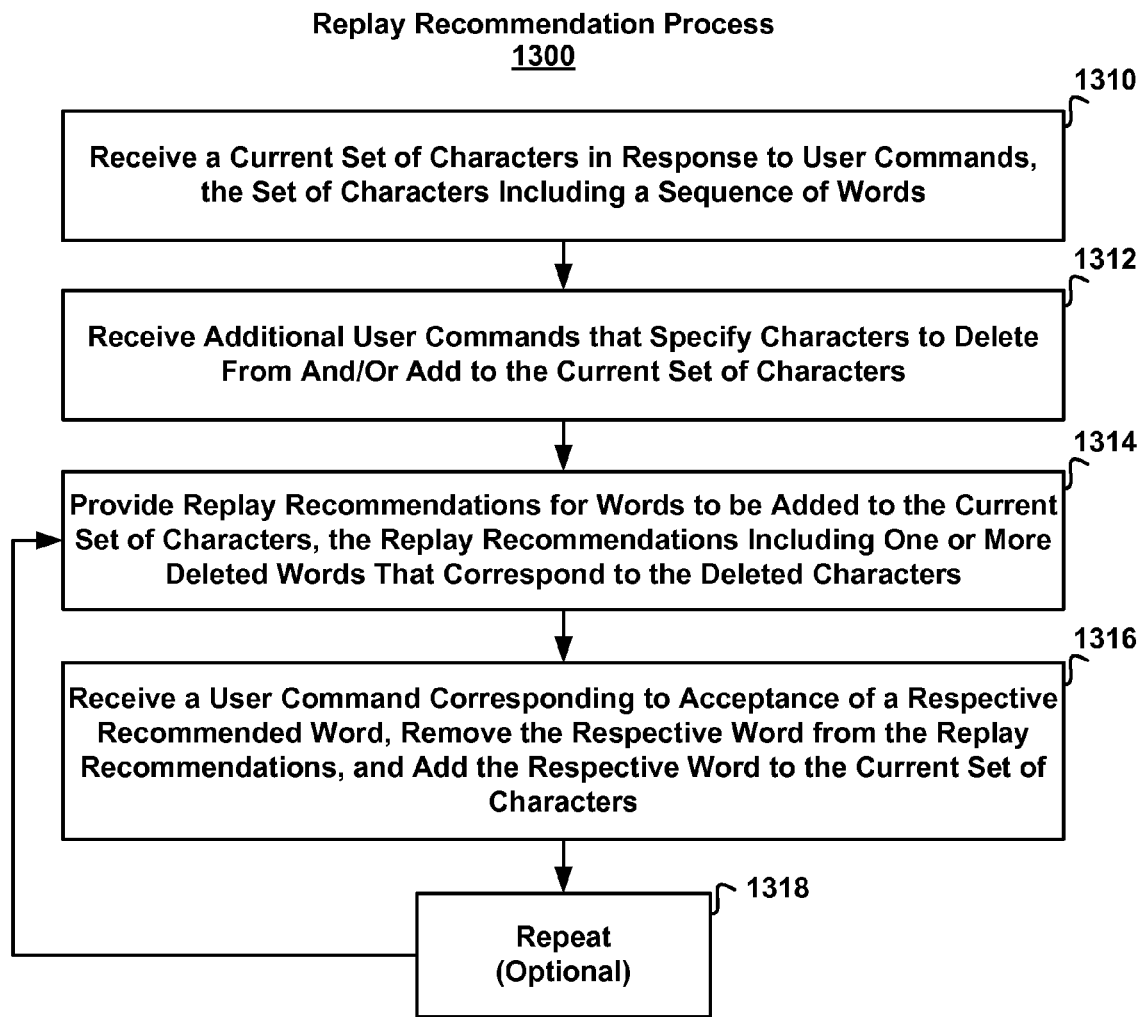 Replay Recommendation Process
1300
1310
Receive a Current Set of Characters in Response to User Commands,
the Set of Characters Including a Sequence of Words
1312
Receive Additional User Commands that Specify Characters to Delete
From And/Or Add to the Current Set of Characters
1314
Provide Replay Recommendations for Words to be Added to the Current
Set of Characters, the Replay Recommendations Including One or More
Deleted Words That Correspond to the Deleted Characters
1316
Receive a User Command Corresponding to Acceptance of a Respective
Recommended Word, Remove the Respective Word from the Replay
Recommendations, and Add the Respective Word to the Current Set of
Characters
1318
Repeat
(Optional)